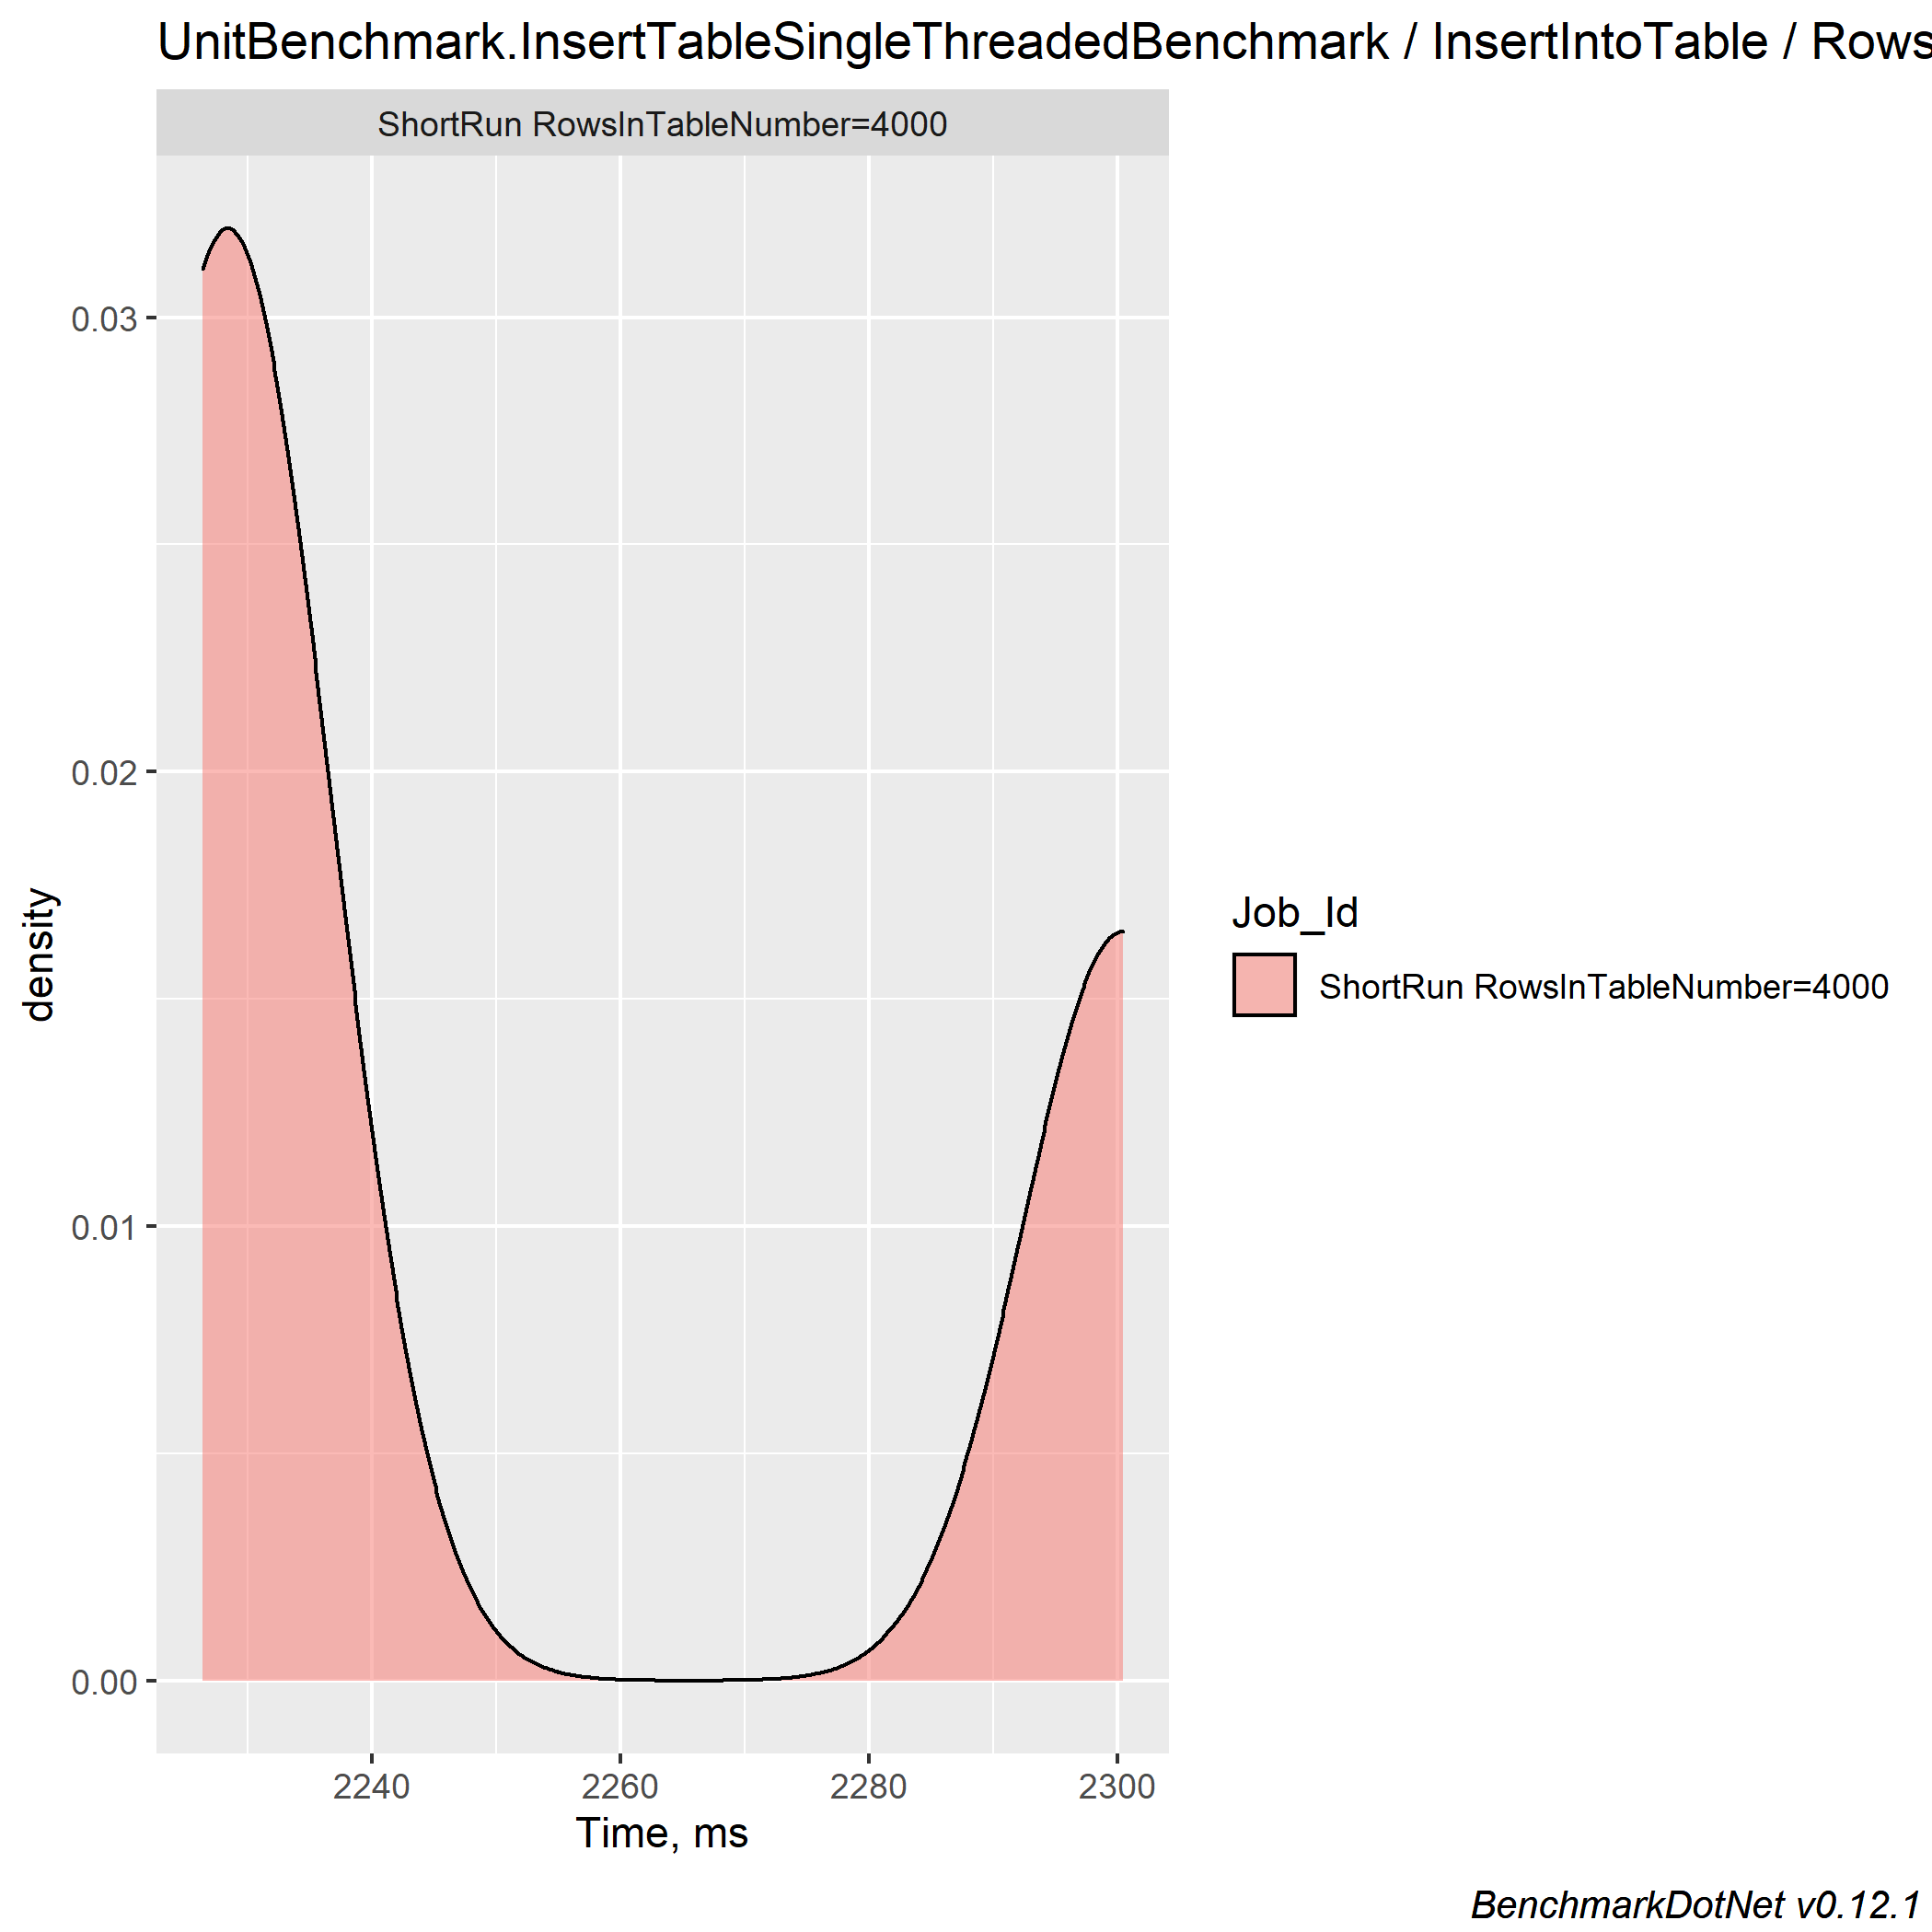 UnitBenchmark.InsertTableSingleThreadedBenchmark / InsertIntoTable / Rows
ShortRun RowsInTableNumber=4000
0.03
0.02
0.01
0.00
density
2240 2260 2280 2300
Time, ms
Job_Id
ShortRun RowsInTableNumber=4000
BenchmarkDotNet v0.12.1